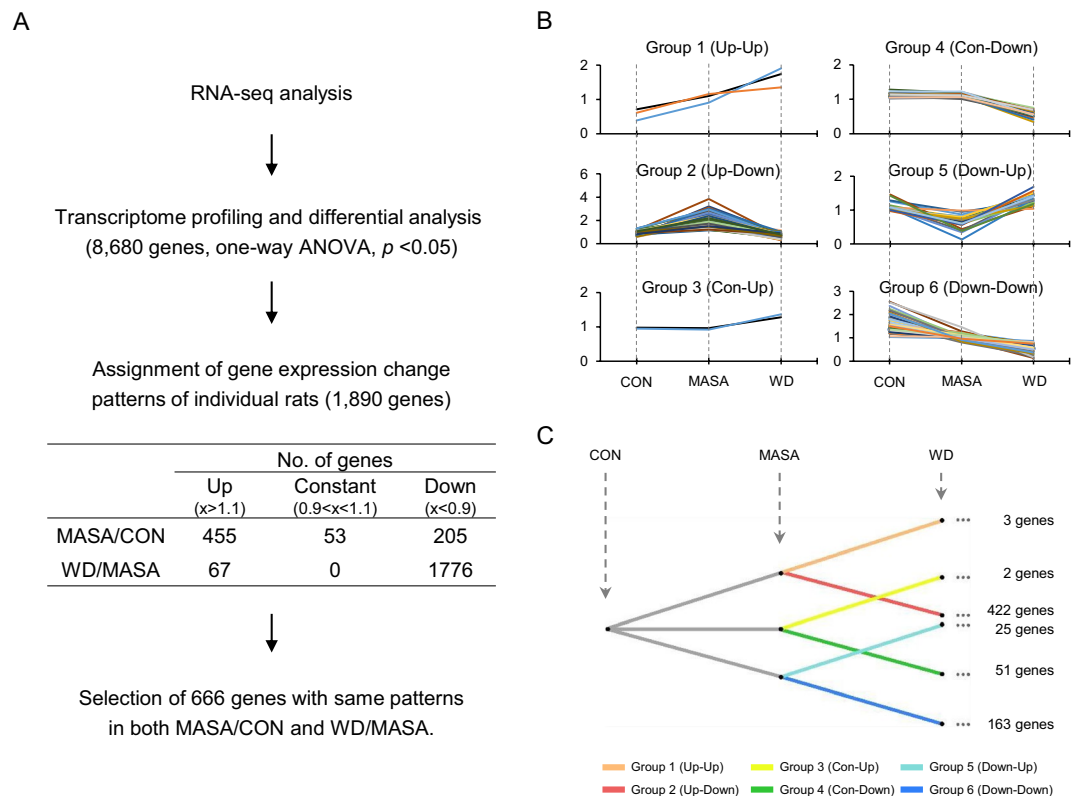 A
RNA-seq analysis
Transcriptome profiling and differential analysis
(8,680 genes, one-way ANOVA, p <0.05)
Assignment of gene expression change
patterns of individual rats (1,890 genes)
No. of genes
Up Constant Down
(x>1.1) (0.9<x<1.1) (x<0.9)
MASA/CON 455 53 205
WD/MASA 67 0 1776
Selection of 666 genes with same patterns
in both MASA/CON and WD/MASA.
B
Group 1 (Up-Up)
2
1
0
Group 4 (Con-Down)
2
1
0
Group 2 (Up-Down)
6
4
2
0
Group 5 (Down-Up)
2
1
0
Group 3 (Con-Up)
2
1
0
CON MASA WD
Group 6 (Down-Down)
3
2
1
0
CON MASA WD
C
CON MASA WD
3 genes
2 genes
422 genes
25 genes
51 genes
163 genes
Group 1 (Up-Up) Group 3 (Con-Up) Group 5 (Down-Up)
Group 2 (Up-Down) Group 4 (Con-Down) Group 6 (Down-Down)